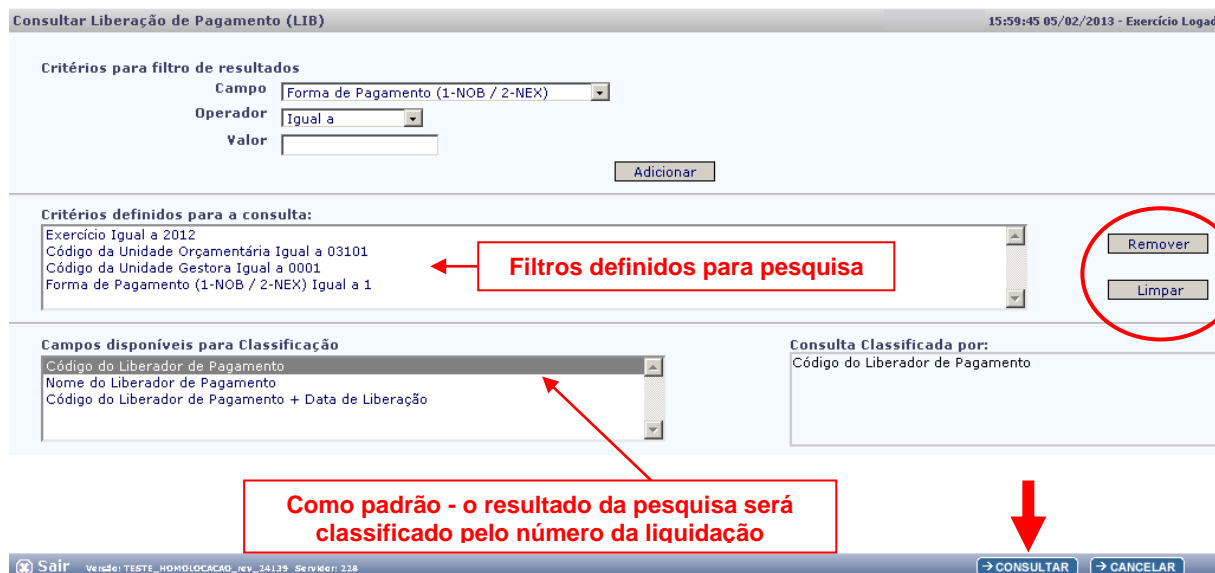 Consultar Liberação de Pagamento (LIB)
15:59:45 05/02/2013 - Exercício Logad
Critérios para filtro de resultados
Campo Forma de Pagamento (1-NOB / 2-NEX)
Operador Igual a
Valor
Adicionar
Critérios definidos para a consulta:
Exercício Igual a 2012
Código da Unidade Orçamentária Igual a 03101
Código da Unidade Gestora Igual a 0001
Forma de Pagamento (1-NOB / 2-NEX) Igual a 1
Filtros definidos para pesquisa
Remover
Limpar
Campos disponíveis para Classificação
Código do Liberador de Pagamento
Nome do Liberador de Pagamento
Código do Liberador de Pagamento + Data de Liberação
Consulta Classificada por:
Código do Liberador de Pagamento
Como padrão - o resultado da pesquisa será
classificado pelo número da liquidação
Sair Versão: TESTE_HOMOLOCACAO_rev_24139 Servidor: 228
CONSULTAR
CANCELAR